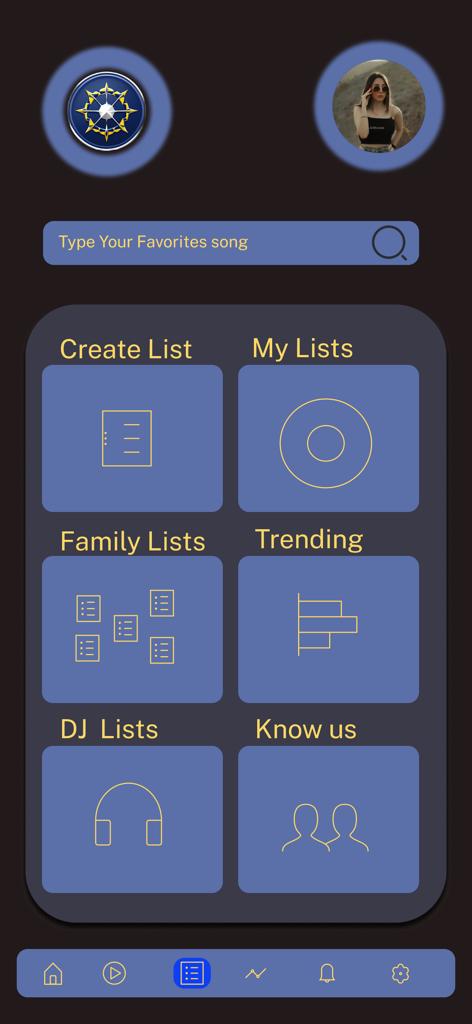 Type Your Favorites song
Create List
My Lists
Family Lists
Trending
DJ  Lists
Know us